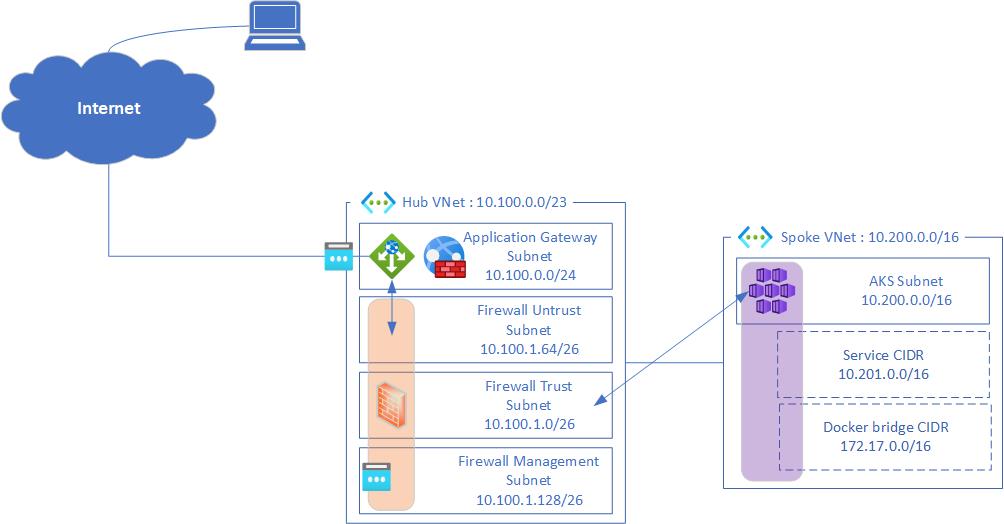 Internet
Hub VNet : 10.100.0.0/23
Application Gateway
Subnet
10.100.0.0/24
Firewall Untrust
Subnet
10.100.1.64/26
Firewall Trust
Subnet
10.100.1.0/26
Firewall Management
Subnet
10.100.1.128/26
Spoke VNet : 10.200.0.0/16
AKS Subnet
10.200.0.0/16
Service CIDR
10.201.0.0/16
Docker bridge CIDR
172.17.0.0/16